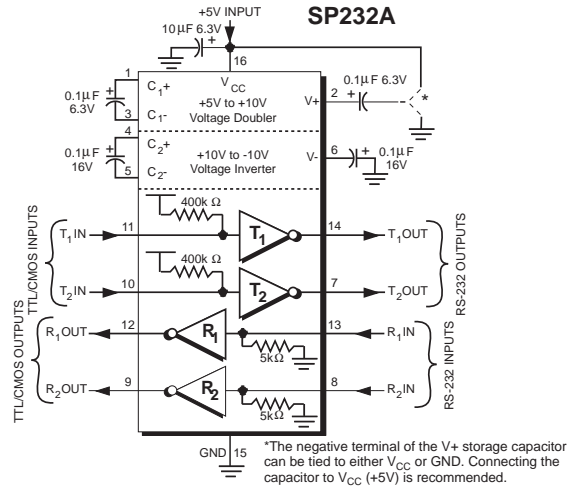 SP232A
+5V INPUT
10μF 6.3V
+
16
VCC
1
+
0.1μF
6.3V
3
C1+
C1-
+5V to +10V
Voltage Doubler
V+
2
+
0.1μF 6.3V
*
4
+
0.1μF
16V
5
C2+
C2-
+10V to -10V
Voltage Inverter
V-
6
+
0.1μF
16V
TTL/CMOS INPUTS
T1IN
11
400k Ω
T1
14
T1OUT
T2IN
10
400k Ω
T2
7
T2OUT
RS-232 OUTPUTS
TTL/CMOS OUTPUTS
R1OUT
12
R1
5kΩ
13
R1IN
R2OUT
9
R2
5kΩ
8
R2IN
RS-232 INPUTS
GND
15
*The negative terminal of the V+ storage capacitor
can be tied to either VCC or GND. Connecting the
capacitor to VCC (+5V) is recommended.